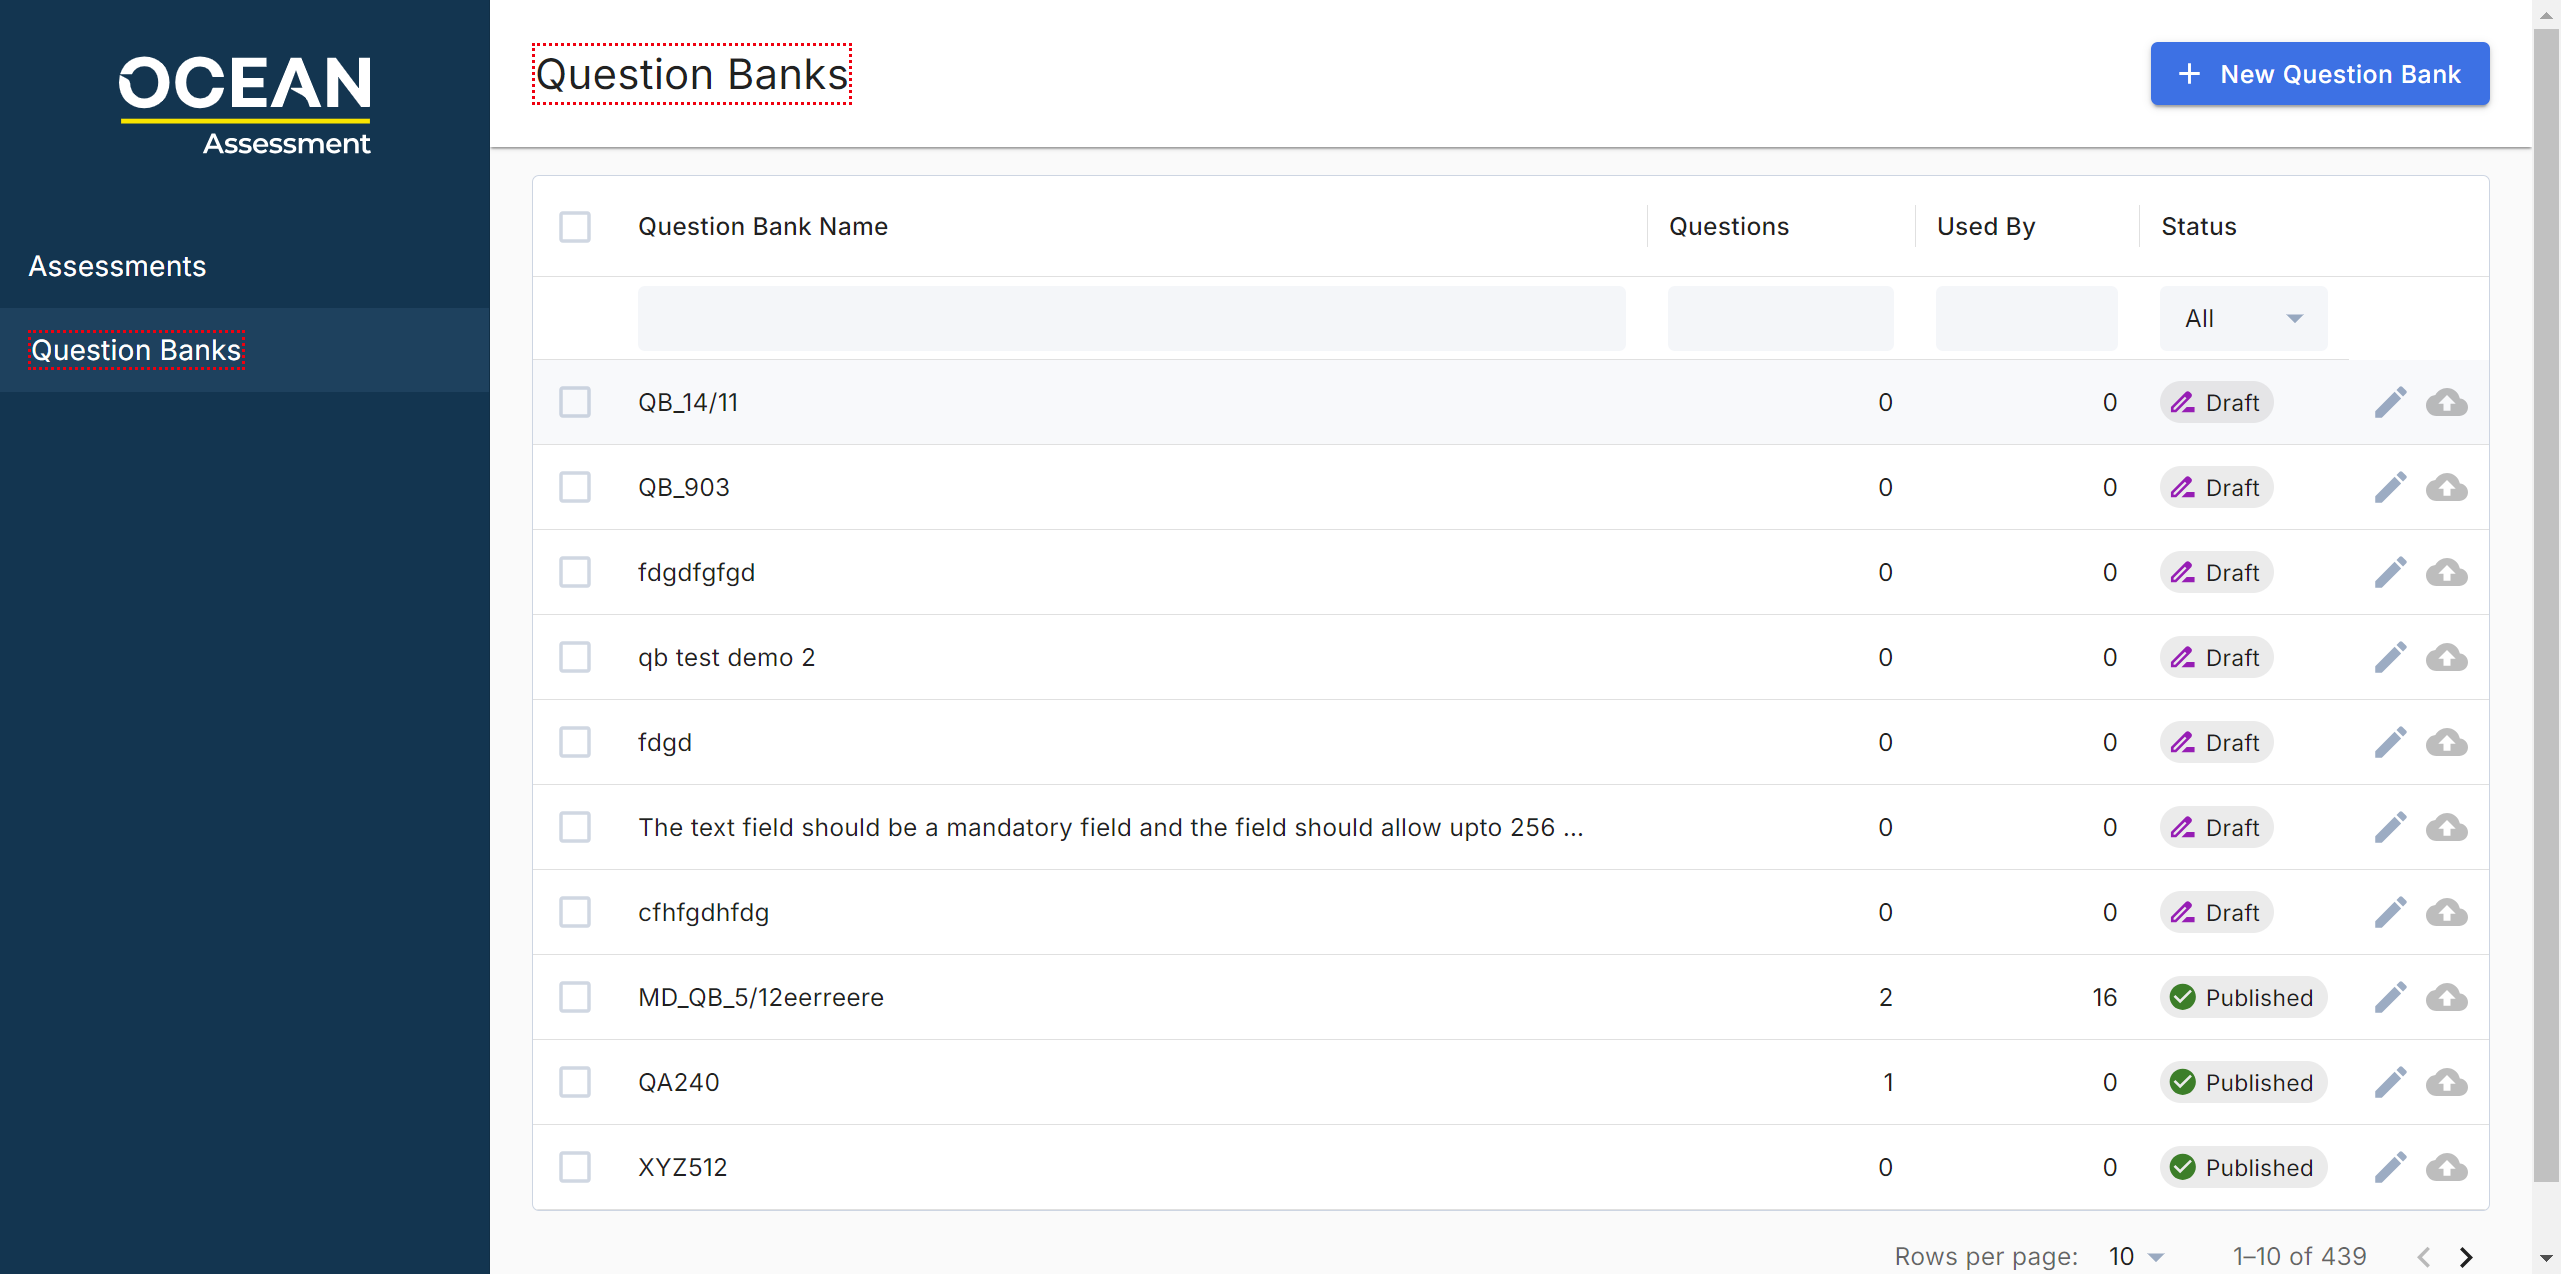 OCEAN
Assessment
Assessments
Question Banks
Question Banks
New Question Bank
Question Bank Name Questions Used By Status
All
QB_14/11 0 0 Draft
QB_903 0 0 Draft
fdgdfgfgd 0 0 Draft
qb test demo 2 0 0 Draft
fdgd 0 0 Draft
The text field should be a mandatory field and the field should allow upto 256 ... 0 0 Draft
cfhfgdhfdg 0 0 Draft
MD_QB_5/12eerreere 2 16 Published
QA240 1 0 Published
XYZ512 0 0 Published
Rows per page: 10 1–10 of 439